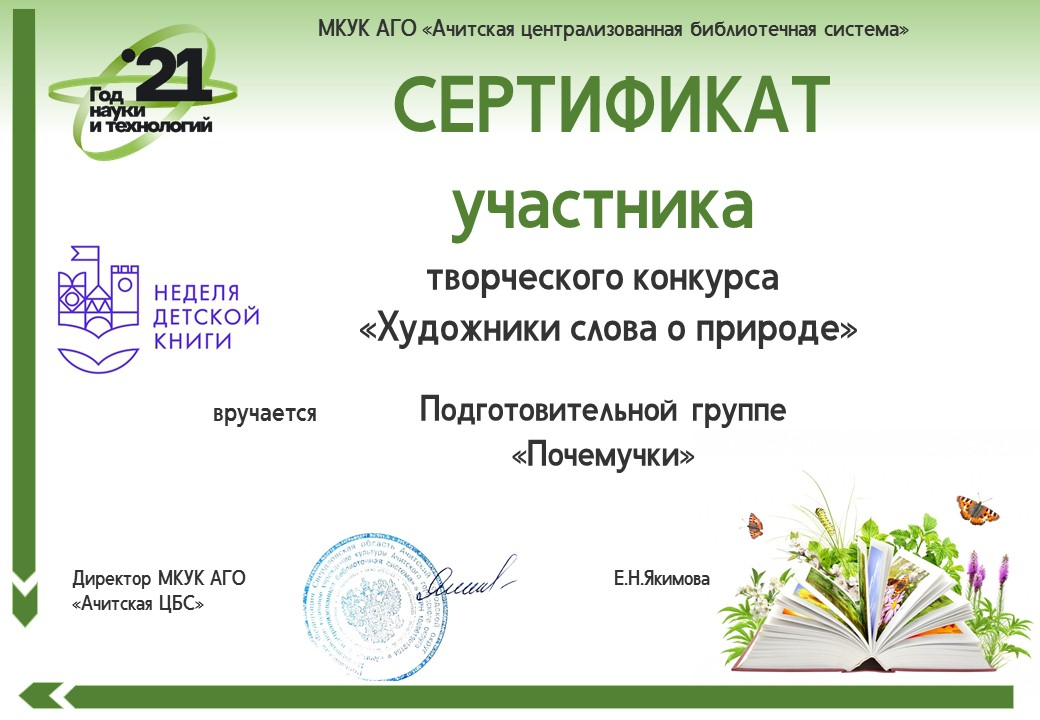 МКУК АГО «Ачитская централизованная библиотечная система»
'21
Год
науки
и технологий
СЕРТИФИКАТ
участника
творческого конкурса
«Художники слова о природе»
НЕДЕЛЯ
ДЕТСКОЙ
КНИГИ
вручается
Подготовительной группе
«Почемучки»
Директор МКУК АГО
«Ачитская ЦБС»
Е.Н.Якимова